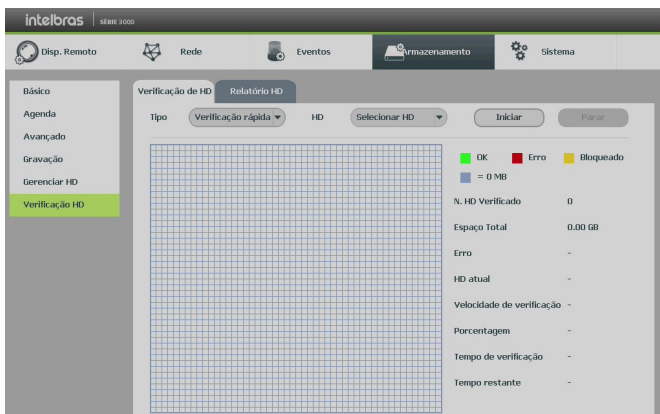 intelbras SÉRIE 3000
Disp. Remoto Rede Eventos Armazenamento Sistema
Básico
Agenda
Avançado
Gravação
Gerenciar HD
Verificação HD
Verificação de HD Relatório HD
Tipo Verificação rápida HD Selecionar HD Iniciar Parar
OK Erro Bloqueado
= 0 MB
N. HD Verificado 0
Espaço Total 0.00 GB
Erro -
HD atual -
Velocidade de verificação -
Porcentagem -
Tempo de verificação -
Tempo restante -